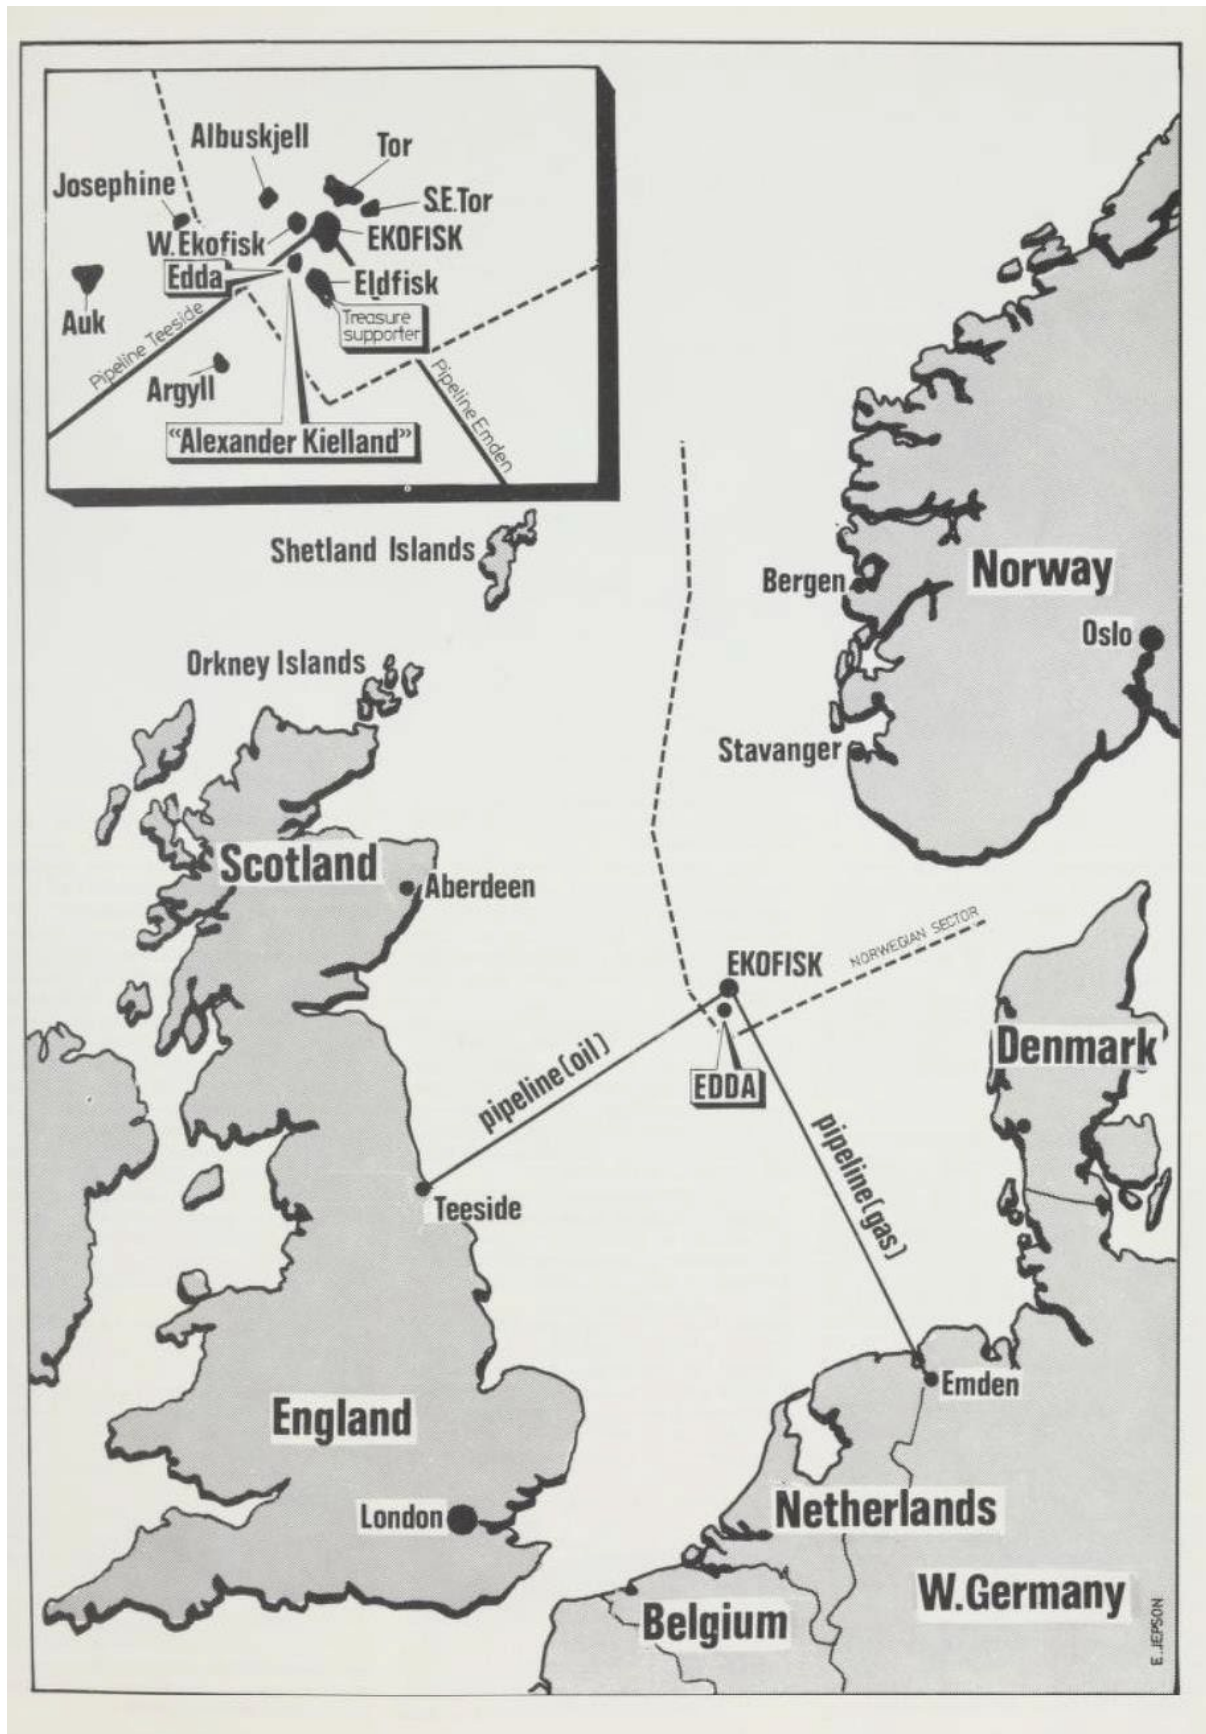 Albuskjell
Tor
Josephine
S.E.Tor
W.Ekofisk
EKOFISK
Edda
Eldfisk
Auk
Treasure
supporter
Pipeline Teeside
Argyll
Pipeline Emden
“Alexander Kielland”
Shetland Islands
Bergen
Norway
Oslo
Orkney Islands
Stavanger
Scotland
Aberdeen
NORWEGIAN SECTOR
EKOFISK
Denmark
EDDA
pipeline(oil)
pipeline(gas)
Teeside
Emden
England
London
Netherlands
W.Germany
Belgium
E.JEPSON